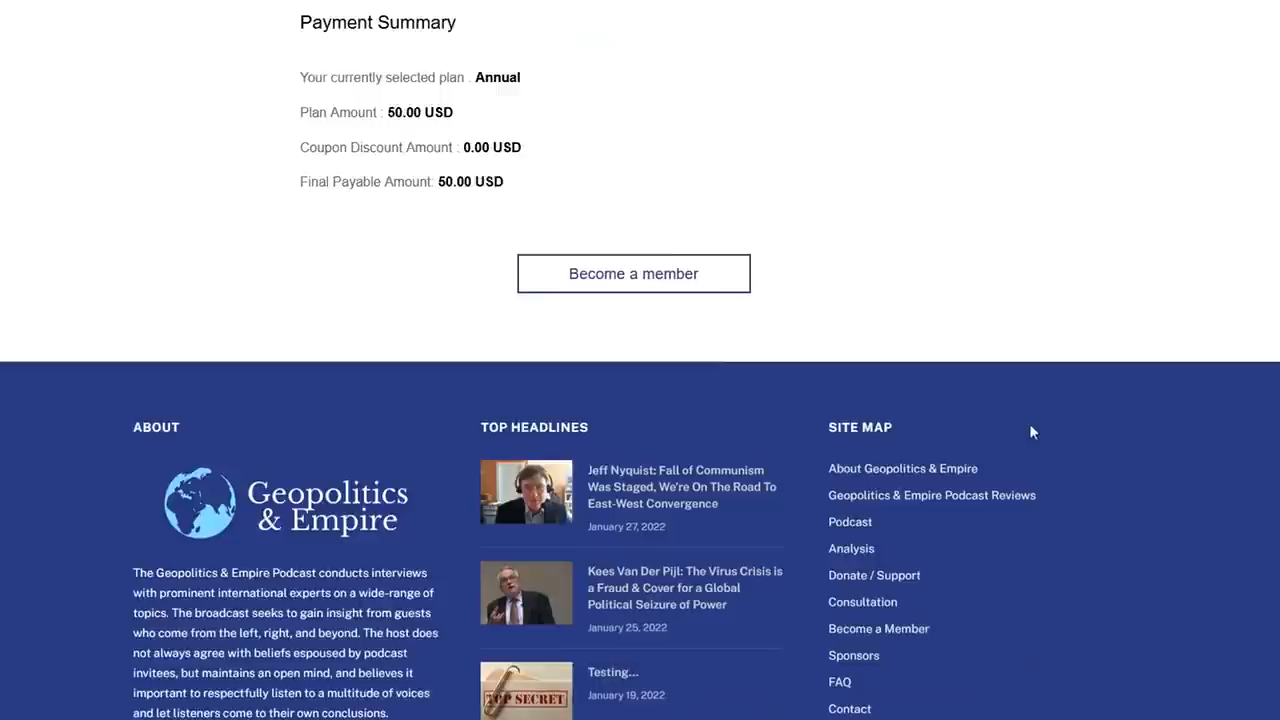 Payment Summary
Your currently selected plan : Annual
Plan Amount : 50.00 USD
Coupon Discount Amount : 0.00 USD
Final Payable Amount: 50.00 USD
Become a member
ABOUT
Geopolitics
& Empire
The Geopolitics & Empire Podcast conducts interviews
with prominent international experts on a wide-range of
topics. The broadcast seeks to gain insight from guests
who come from the left, right, and beyond. The host does
not always agree with beliefs espoused by podcast
invitees, but maintains an open mind, and believes it
important to respectfully listen to a multitude of voices
and let listeners come to their own conclusions.
TOP HEADLINES
Jeff Nyquist: Fall of Communism
Was Staged, We're On The Road To
East-West Convergence
January 27, 2022
Kees Van Der Pijl: The Virus Crisis is
a Fraud & Cover for a Global
Political Seizure of Power
January 25, 2022
TOP SECRET
Testing...
January 19, 2022
SITE MAP
About Geopolitics & Empire
Geopolitics & Empire Podcast Reviews
Podcast
Analysis
Donate / Support
Consultation
Become a Member
Sponsors
FAQ
Contact